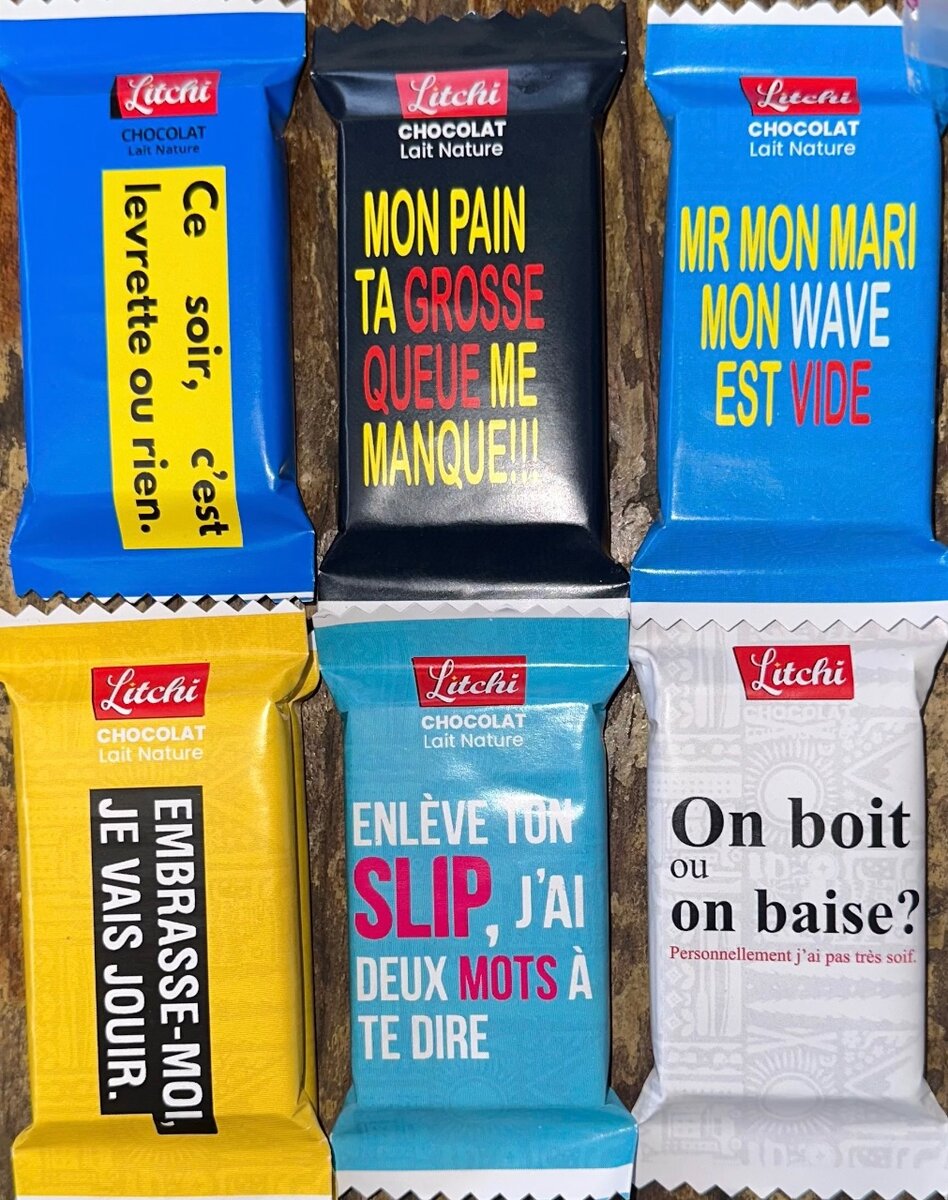 Litchi
CHOCOLAT
Lait Nature
Ce soir, c'est
levrette ou rien.
Litchi
CHOCOLAT
Lait Nature
MON PAIN
TA GROSSE
QUEUE ME
MANQUE!!!
Litchi
CHOCOLAT
Lait Nature
MR MON MARI
MON WAVE
EST VIDE
Litchi
CHOCOLAT
Lait Nature
EMBRASSE-MOI,
JE VAIS JOUIR.
Litchi
CHOCOLAT
Lait Nature
ENLÈVE TON
SLIP, J'AI
DEUX MOTS À
TE DIRE
Litchi
CHOCOLAT
On boit
ou
on baise?
Personnellement j'ai pas très soif.